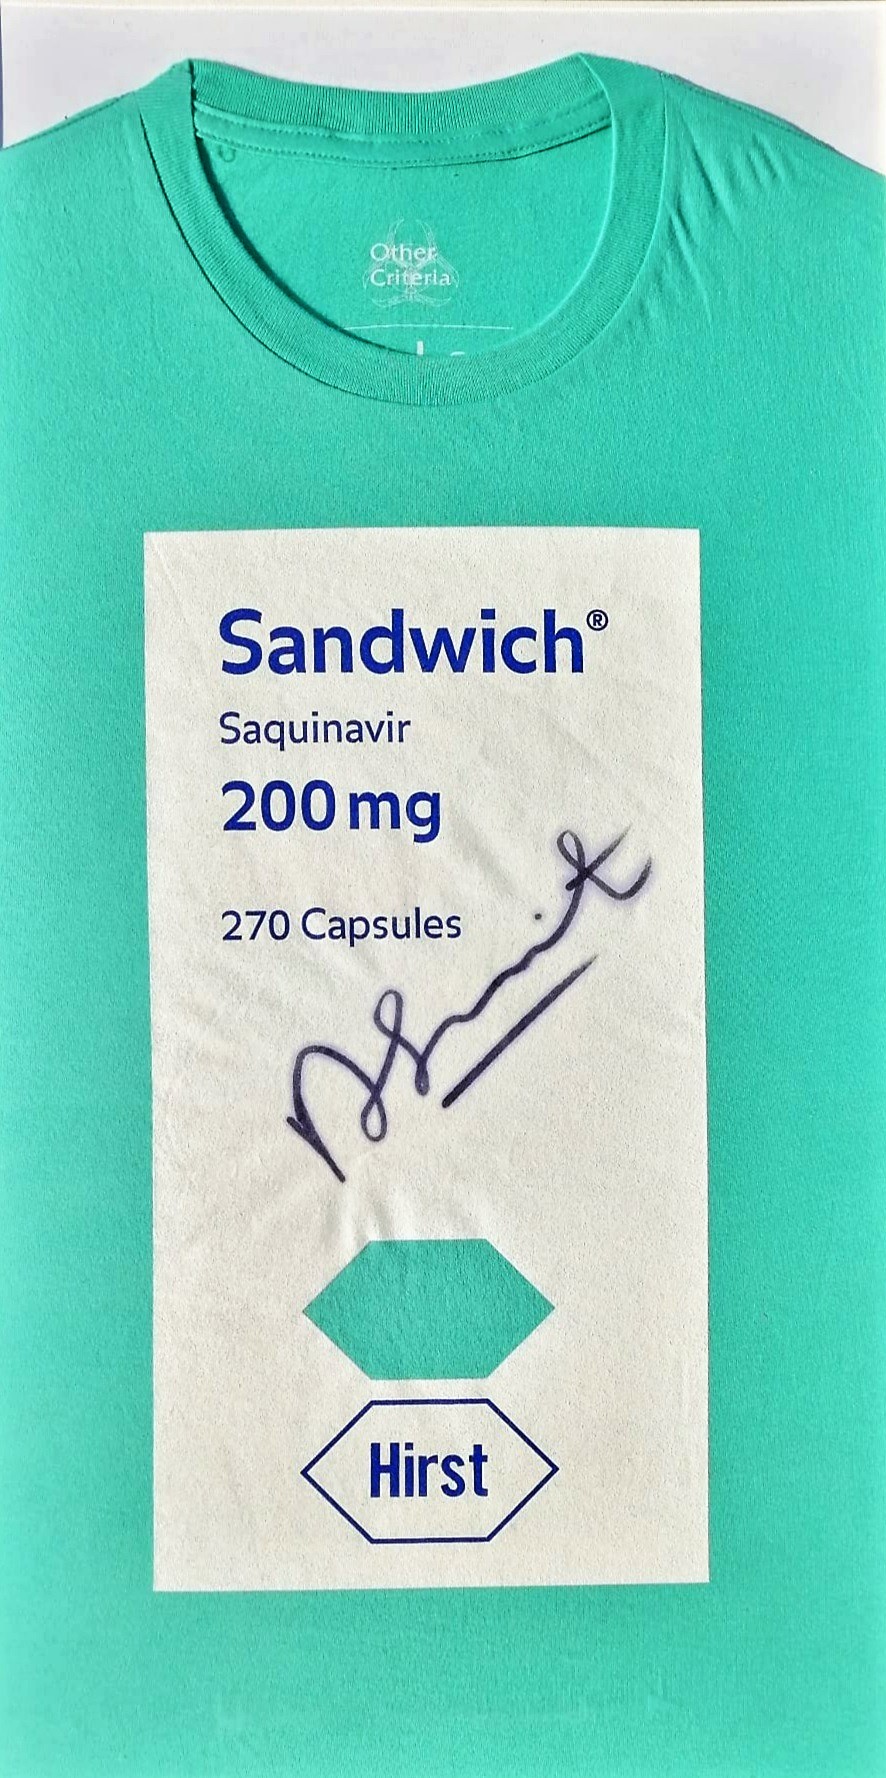 Other
Criteria
Sandwich®
Saquinavir
200 mg
270 Capsules
Hirst